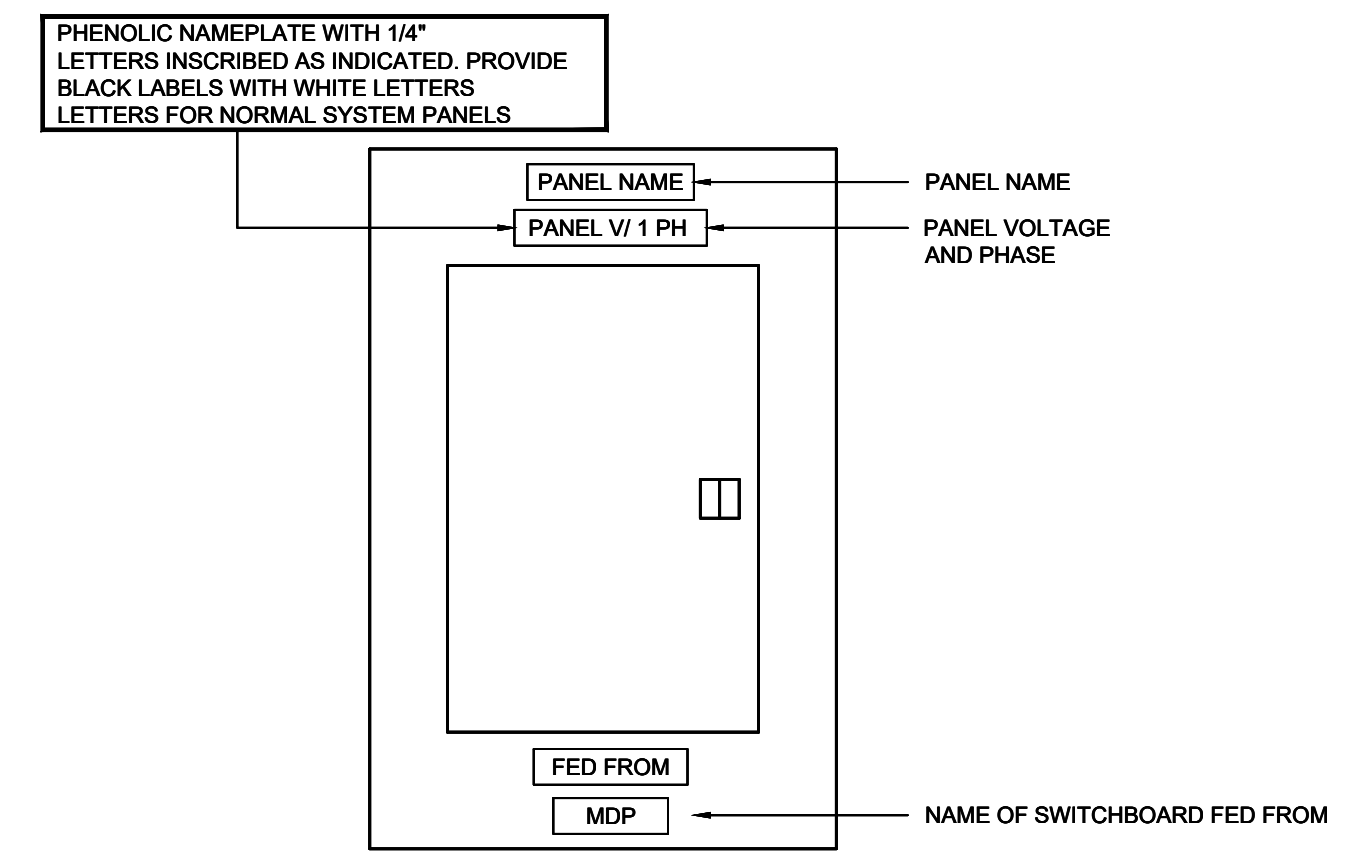 PHENOLIC NAMEPLATE WITH 1/4"
LETTERS INSCRIBED AS INDICATED. PROVIDE
BLACK LABELS WITH WHITE LETTERS
LETTERS FOR NORMAL SYSTEM PANELS
PANEL NAME
PANEL NAME
PANEL V/ 1 PH
PANEL VOLTAGE
AND PHASE
FED FROM
MDP
NAME OF SWITCHBOARD FED FROM